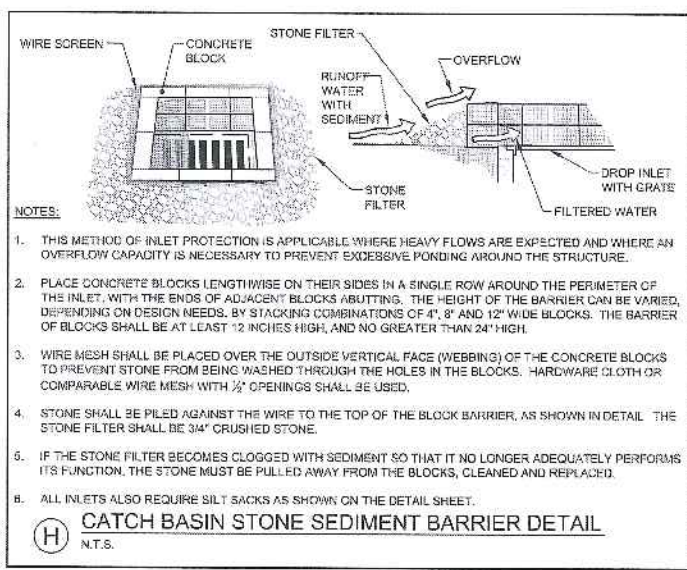 WIRE SCREEN
CONCRETE
BLOCK
STONE FILTER
OVERFLOW
RUNOFF
WATER
WITH
SEDIMENT
STONE
FILTER
DROP INLET
WITH GRATE
FILTERED WATER
NOTES:
1. THIS METHOD OF INLET PROTECTION IS APPLICABLE WHERE HEAVY FLOWS ARE EXPECTED AND WHERE AN
OVERFLOW CAPACITY IS NECESSARY TO PREVENT EXCESSIVE PONDING AROUND THE STRUCTURE.
2. PLACE CONCRETE BLOCKS LENGTHWISE ON THEIR SIDES IN A SINGLE ROW AROUND THE PERIMETER OF
THE INLET, WITH THE ENDS OF ADJACENT BLOCKS ABUTTING. THE HEIGHT OF THE BARRIER CAN BE VARIED,
DEPENDING ON DESIGN NEEDS, BY STACKING COMBINATIONS OF 4", 8" AND 12" WIDE BLOCKS. THE BARRIER
OF BLOCKS SHALL BE AT LEAST 12 INCHES HIGH, AND NO GREATER THAN 24" HIGH.
3. WIRE MESH SHALL BE PLACED OVER THE OUTSIDE VERTICAL FACE (WEBBING) OF THE CONCRETE BLOCKS
TO PREVENT STONE FROM BEING WASHED THROUGH THE HOLES IN THE BLOCKS. HARDWARE CLOTH OR
COMPARABLE WIRE MESH WITH ½" OPENINGS SHALL BE USED.
4. STONE SHALL BE PILED AGAINST THE WIRE TO THE TOP OF THE BLOCK BARRIER, AS SHOWN IN DETAIL THE
STONE FILTER SHALL BE 3/4" CRUSHED STONE.
5. IF THE STONE FILTER BECOMES CLOGGED WITH SEDIMENT SO THAT IT NO LONGER ADEQUATELY PERFORMS
ITS FUNCTION, THE STONE MUST BE PULLED AWAY FROM THE BLOCKS, CLEANED AND REPLACED.
6. ALL INLETS ALSO REQUIRE SILT SACKS AS SHOWN ON THE DETAIL SHEET.
H CATCH BASIN STONE SEDIMENT BARRIER DETAIL
N.T.S.